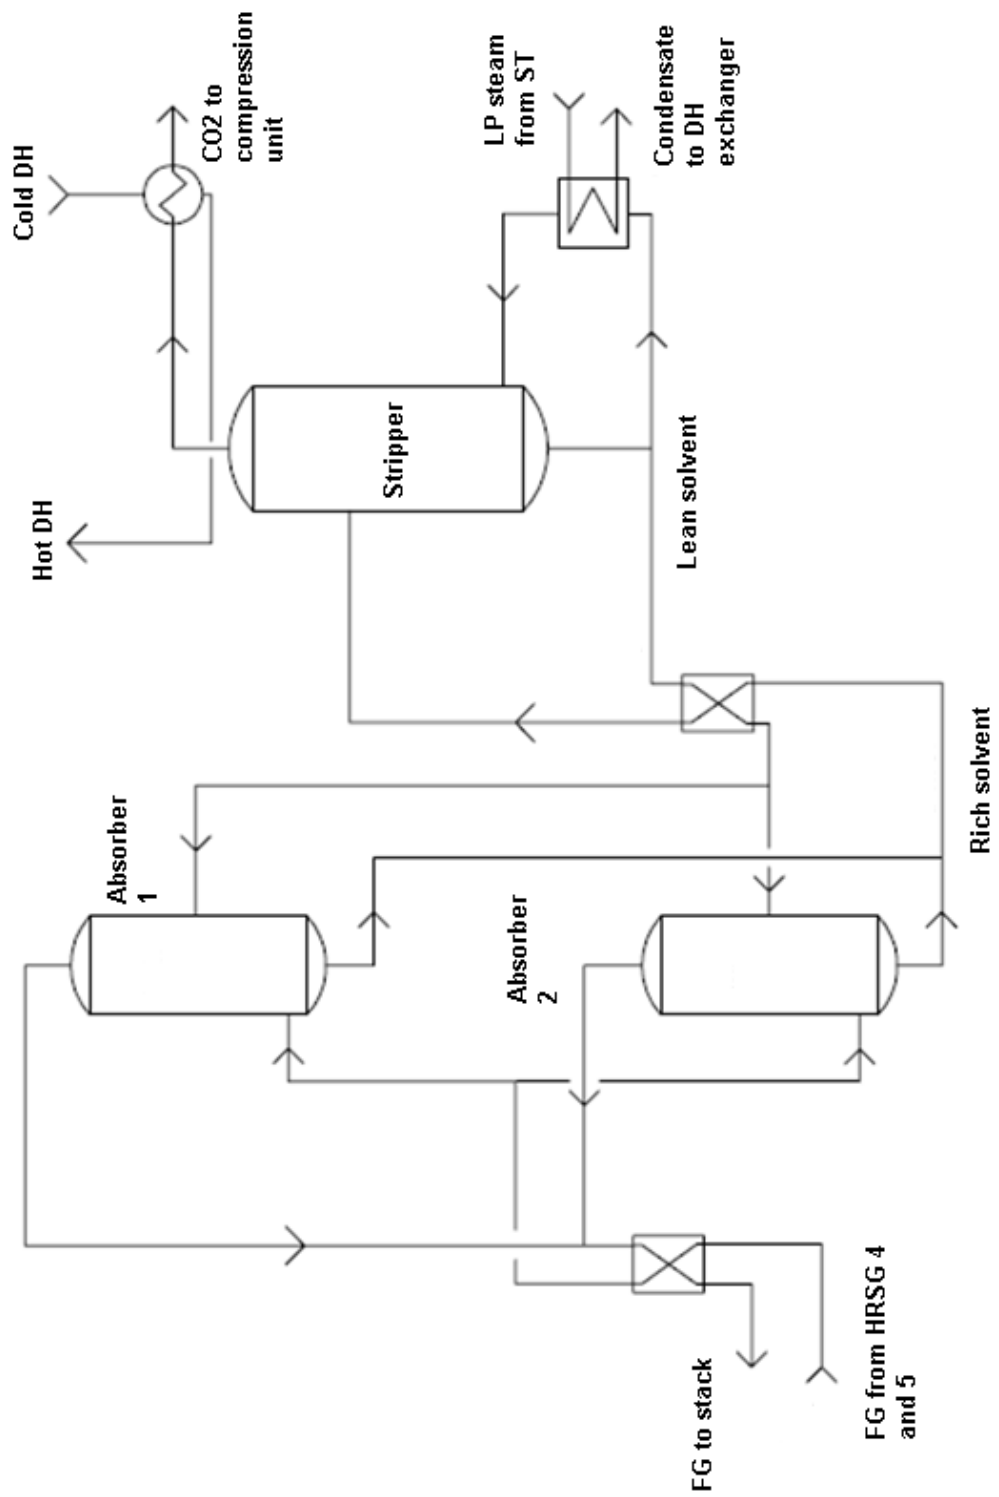 Cold DH
CO2 to
compression
unit
Hot DH
LP steam
from ST
Condensate
to DH
exchanger
Stripper
Lean solvent
Absorber
1
Absorber
2
Rich solvent
FG to stack
FG from HRSG 4
and 5